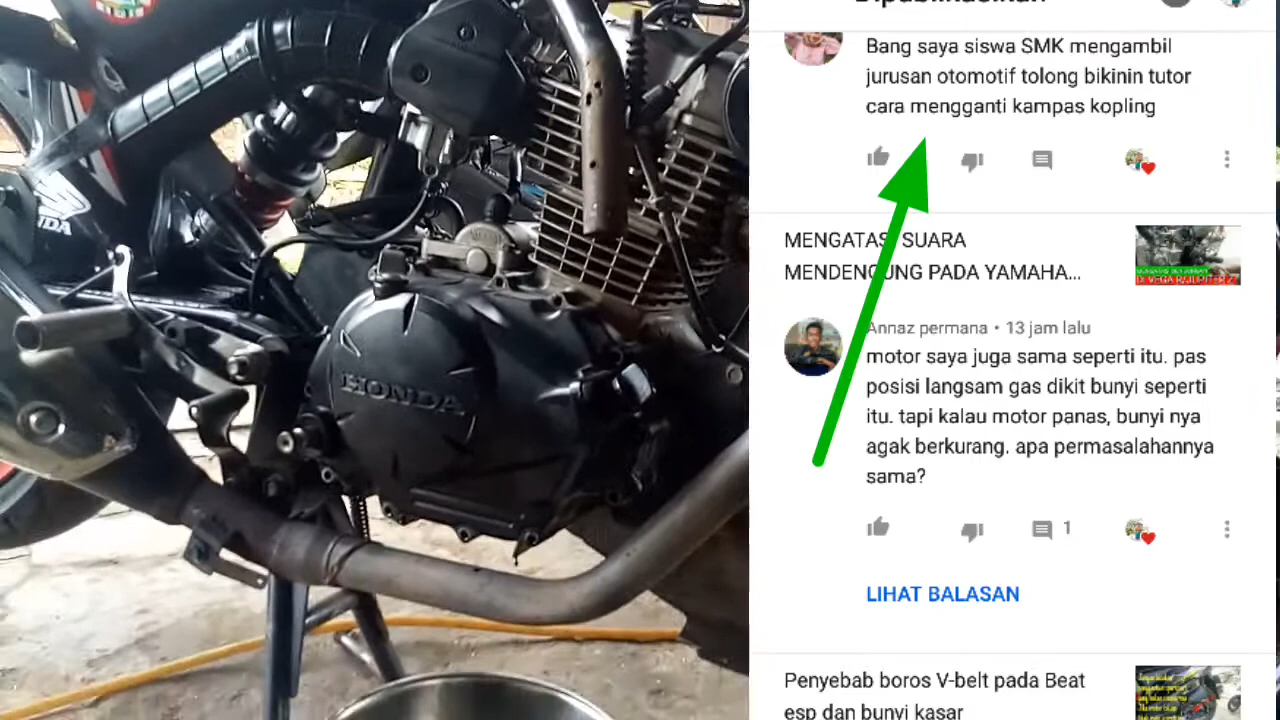 HONDA
Dipublikasikan
Bang saya siswa SMK mengambil
jurusan otomotif tolong bikinin tutor
cara mengganti kampas kopling
MENGATASI SUARA
MENDENGUNG PADA YAMAHA...
Annaz permana • 13 jam lalu
motor saya juga sama seperti itu. pas
posisi langsam gas dikit bunyi seperti
itu. tapi kalau motor panas, bunyi nya
agak berkurang. apa permasalahannya
sama?
1
LIHAT BALASAN
Penyebab boros V-belt pada Beat
esp dan bunyi kasar